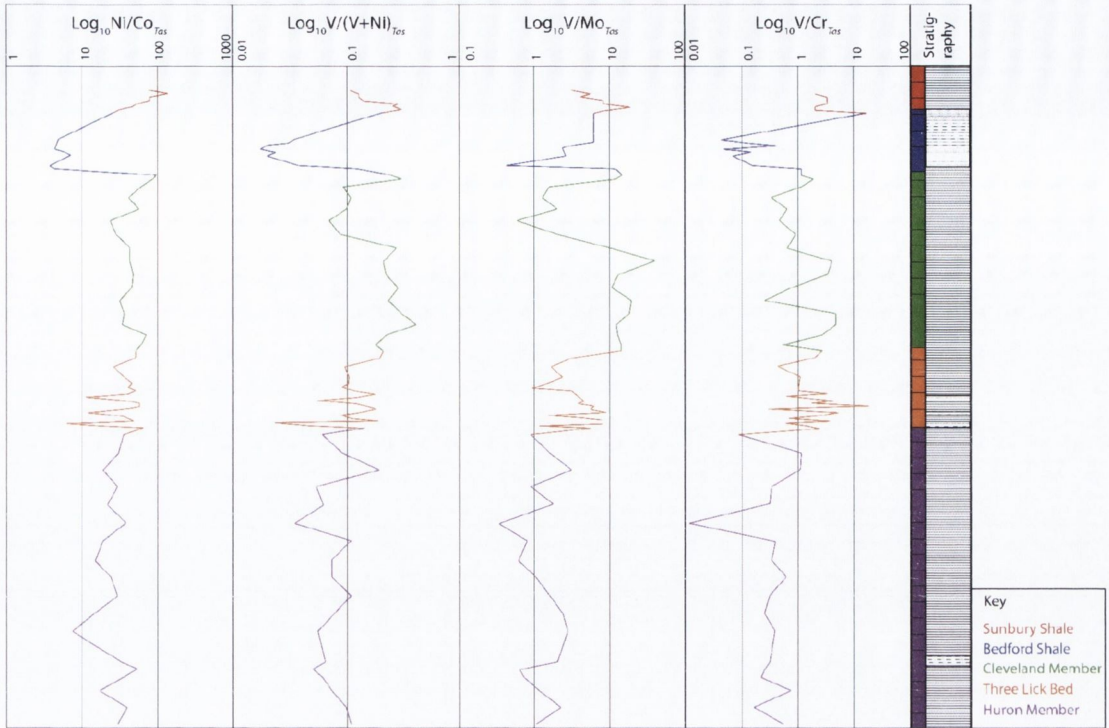 Log10Ni/CoTas
Log10V/(V+Ni)Tas
Log10V/MoTas
Log10V/CrTas
Stratig-
raphy
1 10 100 1000
0.01 0.1 1
0.1 1 10 100
0.01 0.1 1 10 100
Key
Sunbury Shale
Bedford Shale
Cleveland Member
Three Lick Bed
Huron Member